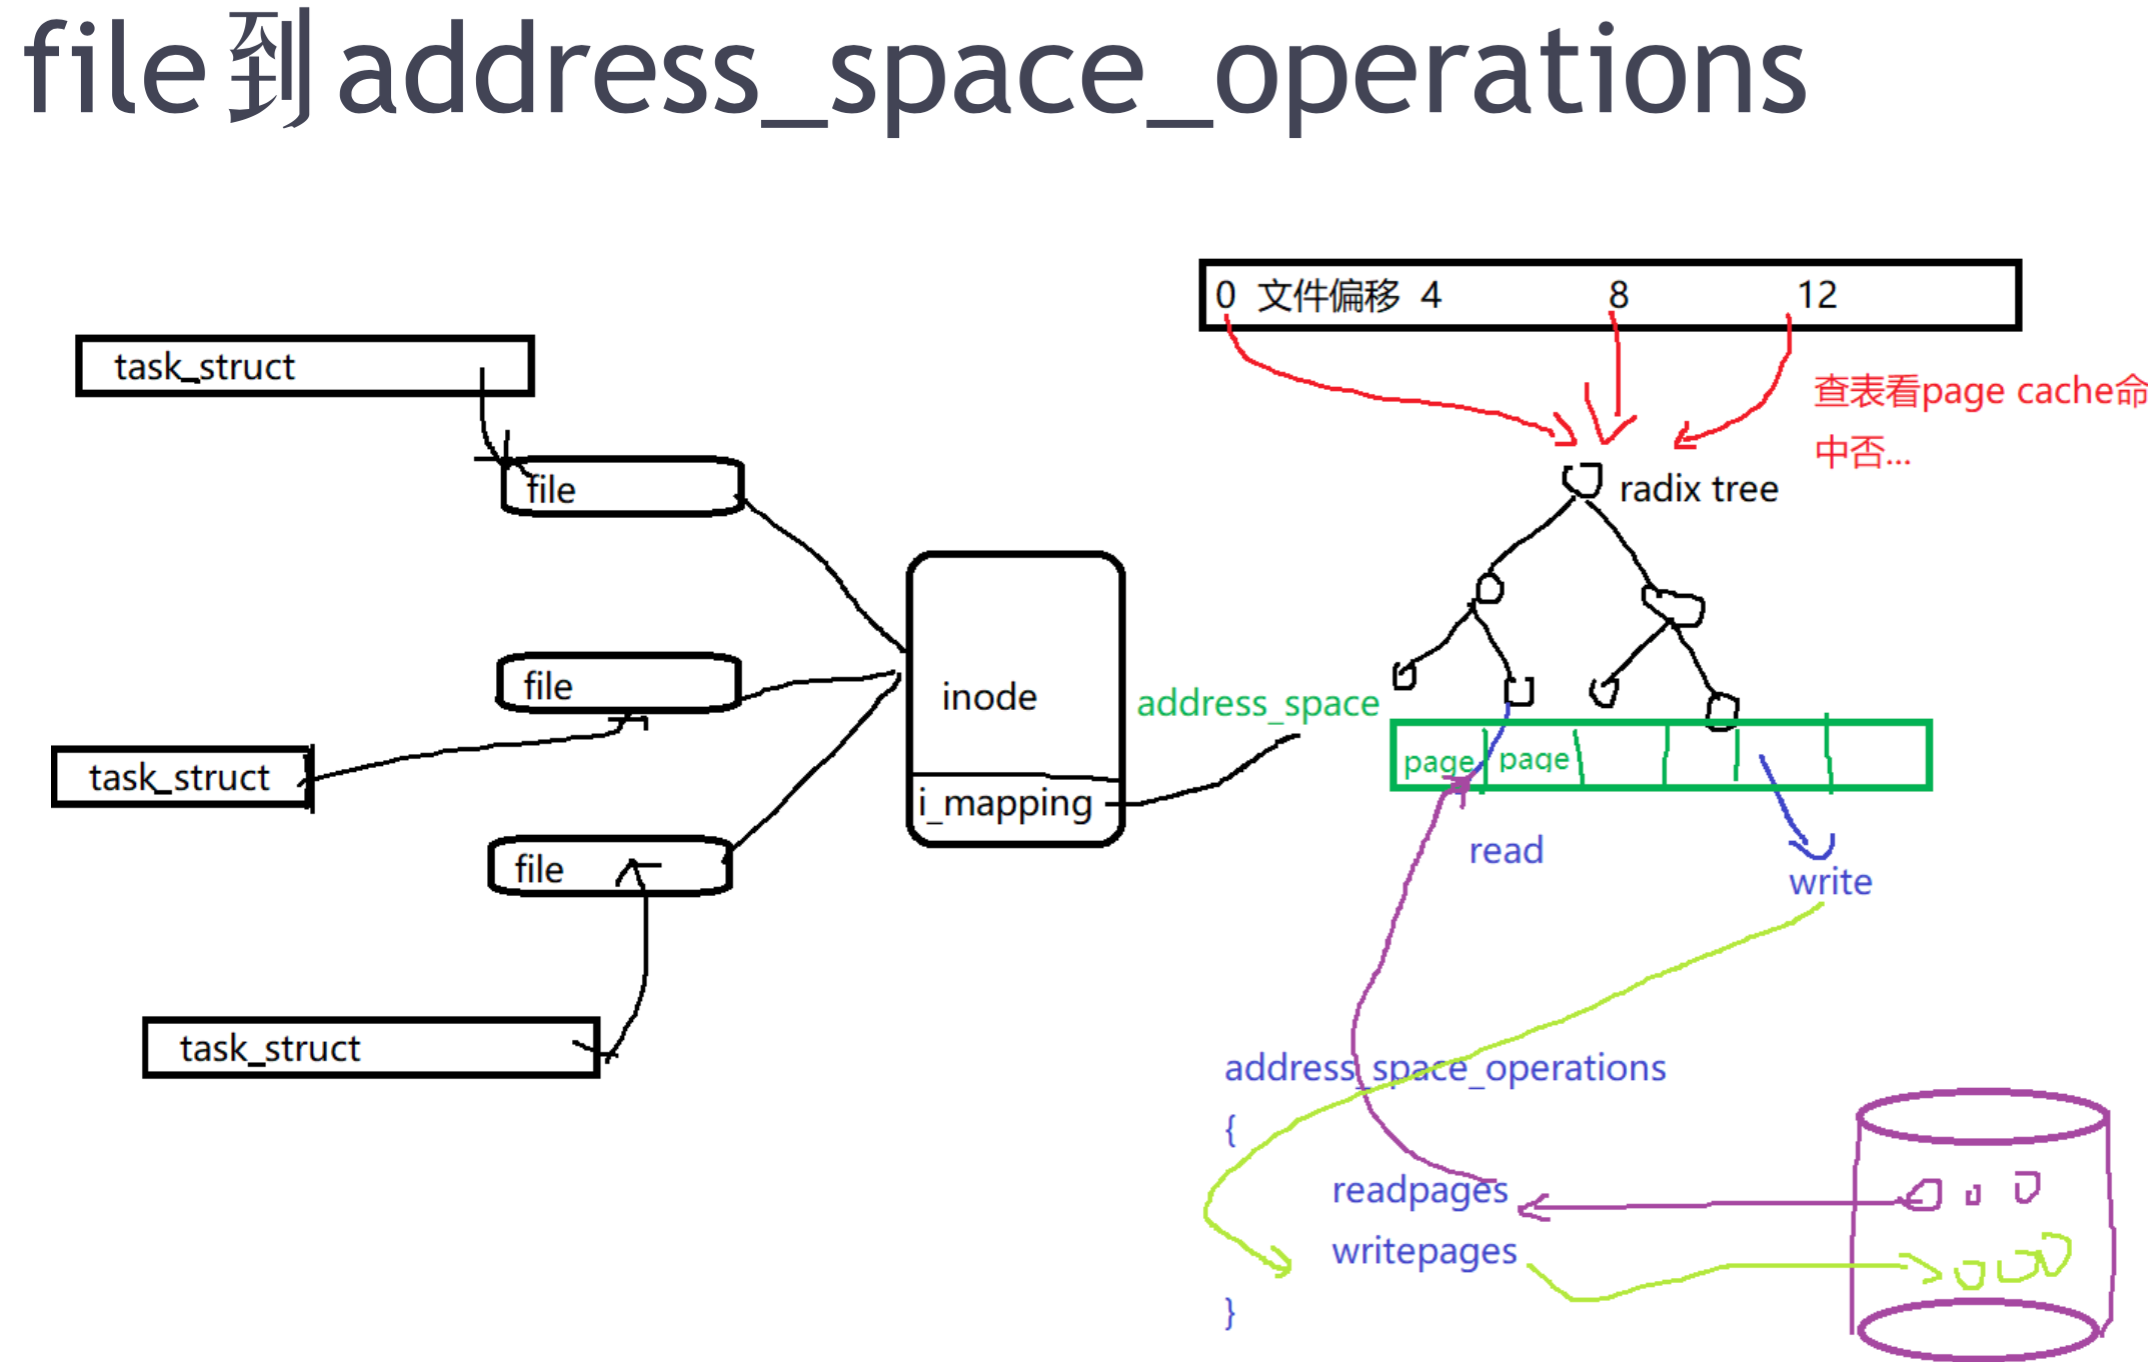 file到address_space_operations
0 文件偏移 4 8 12
task_struct
查表看page cache命
中否...
file
radix tree
file
inode
address_space
task_struct
page page
i_mapping
read
file
write
task_struct
address_space_operations
{
readpages
writepages
}